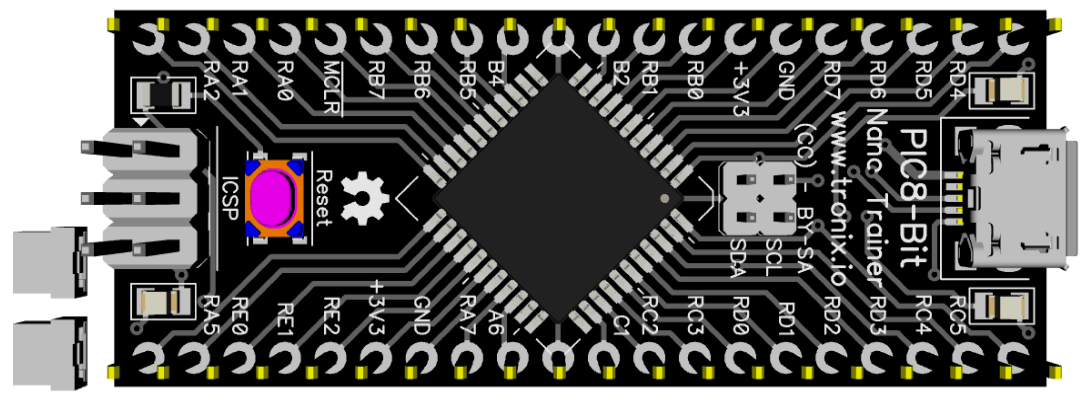 RA2
RA1
RA0
MCLR
RB7
RB6
RB5
B4
B2
RB1
RB0
+3V3
GND
RD7
RD6
RD5
RD4
ICSP
Reset
SDA
SCL
(CC) - BY-SA
www.tronix.io
PIC8-Bit
Nano Trainer
RA5
RE0
RE1
RE2
+3V3
GND
RA7
A6
C1
RC2
RC3
RD0
RD1
RD2
RD3
RC4
RC5